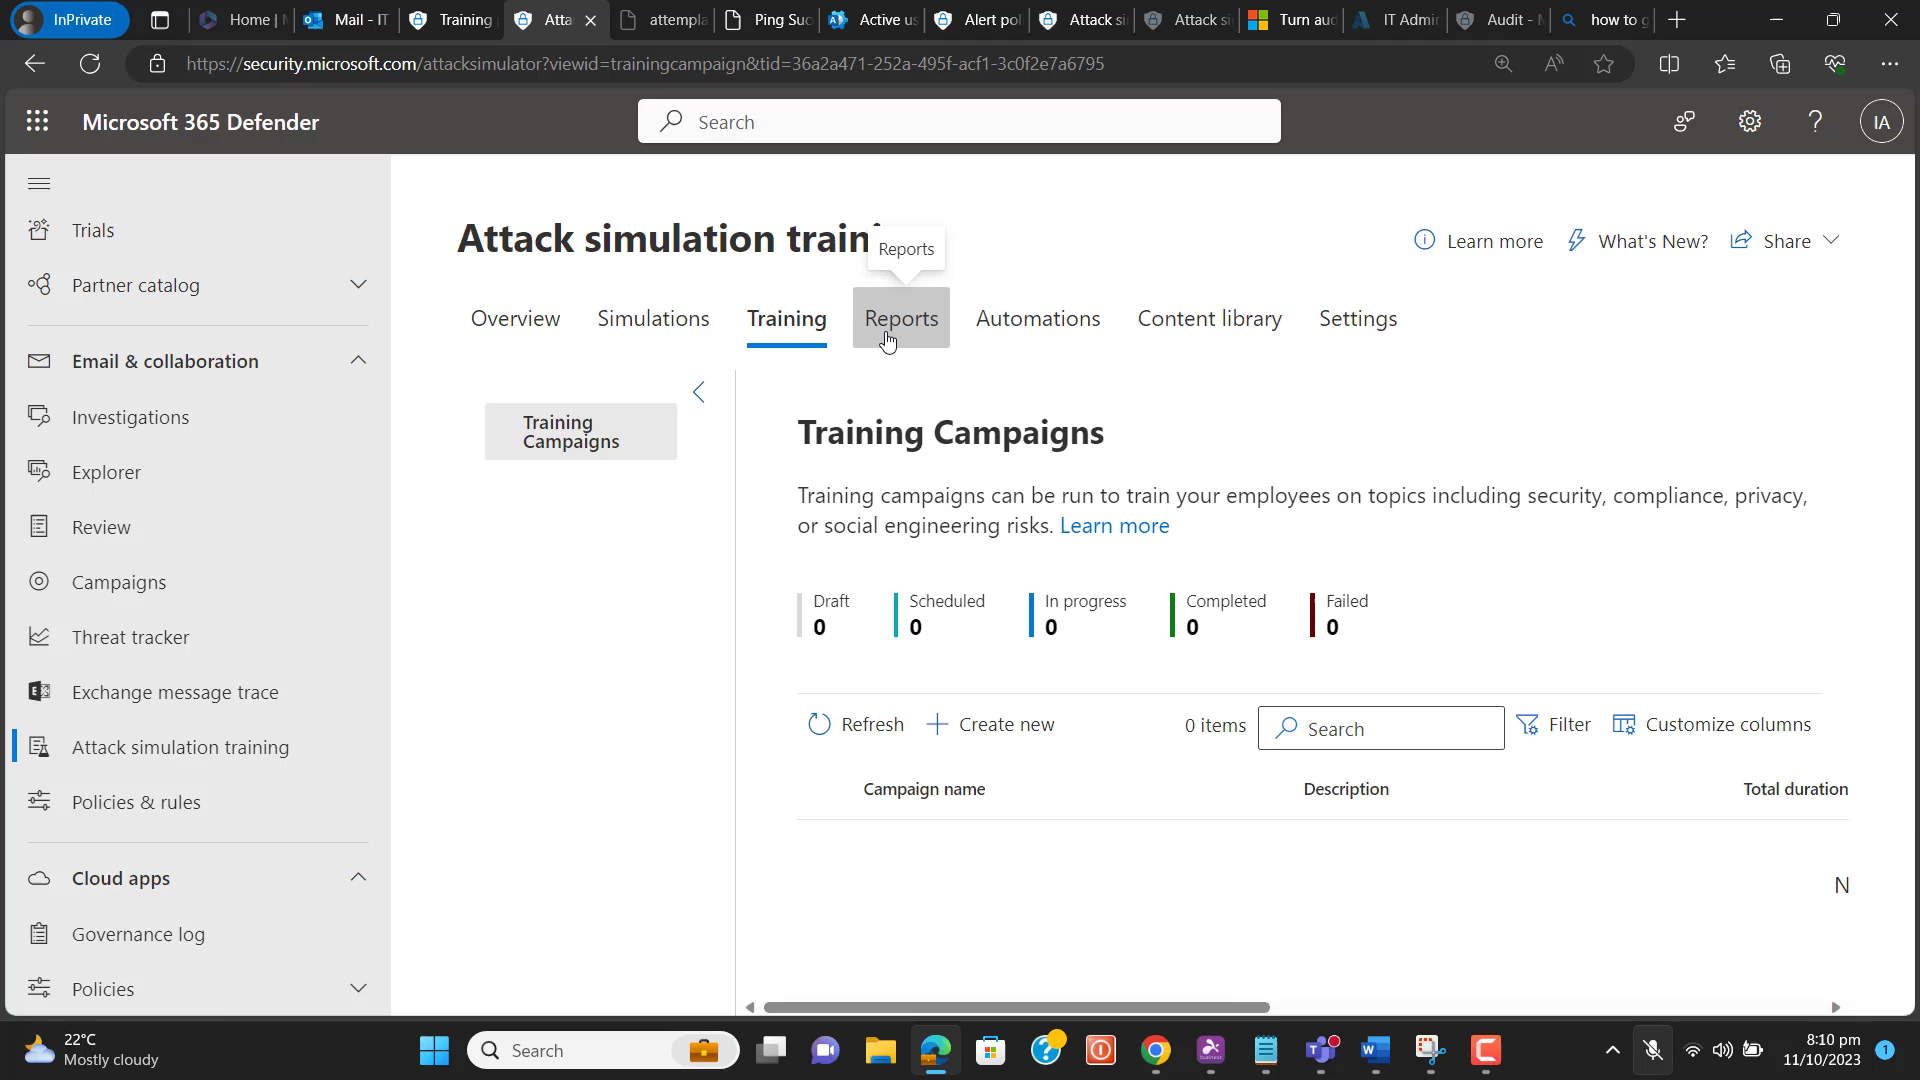 InPrivate
Home |
Mail - IT
Training
Atta
attempla
Ping Suc
Active u
Alert pol
Attack si
Attack si
Turn aud
IT Admin
Audit -
how to g
https://security.microsoft.com/attacksimulator?viewid=trainingcampaign&tid=36a2a471-252a-495f-acf1-3c0f2e7a6795
Microsoft 365 Defender
Search
IA
Trials
Partner catalog
Email & collaboration
Investigations
Explorer
Review
Campaigns
Threat tracker
Exchange message trace
Attack simulation training
Policies & rules
Cloud apps
Governance log
Policies
Attack simulation traini
Reports
Learn more
What's New?
Share
Overview
Simulations
Training
Reports
Automations
Content library
Settings
Training
Campaigns
Training Campaigns
Training campaigns can be run to train your employees on topics including security, compliance, privacy,
or social engineering risks. Learn more
Draft
0
Scheduled
0
In progress
0
Completed
0
Failed
0
Refresh
Create new
0 items
Search
Filter
Customize columns
Campaign name
Description
Total duration
N
22°C
Mostly cloudy
Search
8:10 pm
11/10/2023
1